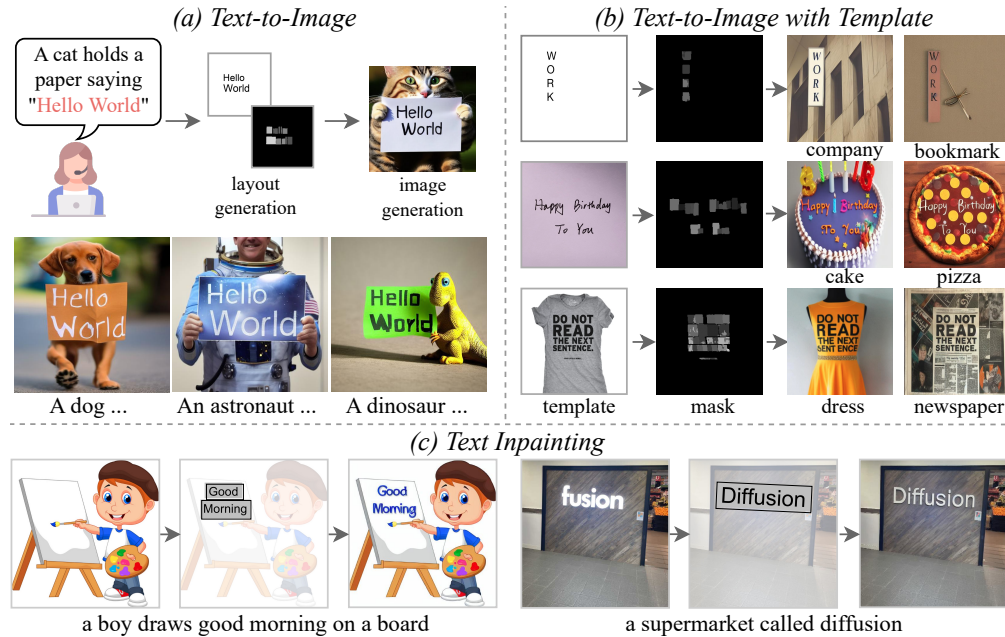 (a) Text-to-Image
A cat holds a
paper saying
"Hello World"
Hello
World
layout
generation
Hello
World
image
generation
Hello
World
A dog ...
Hello
World
An astronaut ...
Hello
World
A dinosaur ...
(b) Text-to-Image with Template
W
O
R
K
WORK
company
WORK
bookmark
Happy Birthday
To You
Happy Birthday
To You
cake
Happy Birthday
To You
pizza
DO NOT
READ
THE NEXT
SENTENCE.
template
mask
DO NOT
READ
THE NEXT
SENT ENCE.
dress
DO NOT
READ
THE NEXT
SENTENCE.
newspaper
(c) Text Inpainting
Good
Morning
Good
Morning
a boy draws good morning on a board
fusion
Diffusion
Diffusion
a supermarket called diffusion